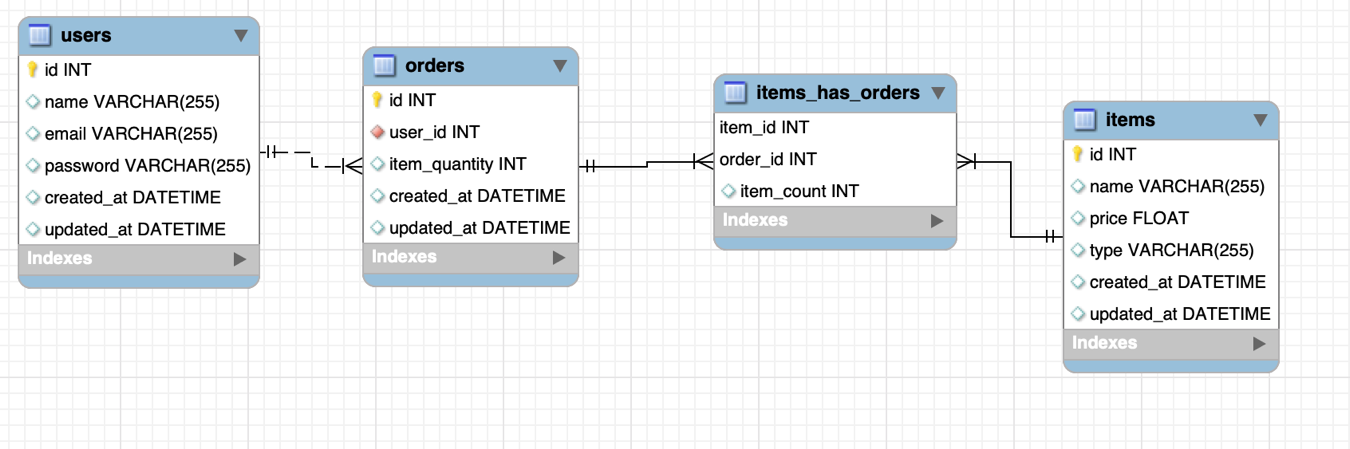 users
id INT
name VARCHAR(255)
email VARCHAR(255)
password VARCHAR(255)
created_at DATETIME
updated_at DATETIME
Indexes
orders
id INT
user_id INT
item_quantity INT
created_at DATETIME
updated_at DATETIME
Indexes
items_has_orders
item_id INT
order_id INT
item_count INT
Indexes
items
id INT
name VARCHAR(255)
price FLOAT
type VARCHAR(255)
created_at DATETIME
updated_at DATETIME
Indexes